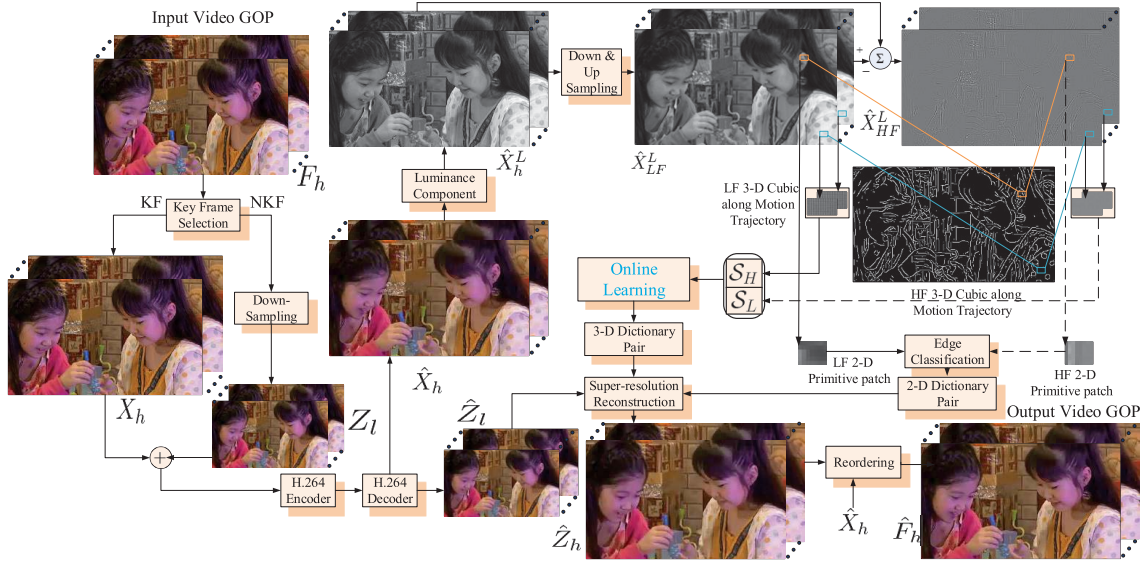 Input Video GOP
F_h
KF
Key Frame
Selection
NKF
Down-
Sampling
X_h
Z_l
+
H.264
Encoder
H.264
Decoder
X̂_h
Luminance
Component
X̂_h^L
Down &
Up
Sampling
X̂_{LF}^L
+
−
Σ
X̂_{HF}^L
LF 3-D Cubic
along Motion
Trajectory
HF 3-D Cubic along
Motion Trajectory
S_H
S_L
Online
Learning
3-D Dictionary
Pair
Super-resolution
Reconstruction
LF 2-D
Primitive patch
Edge
Classification
HF 2-D
Primitive patch
2-D Dictionary
Pair
Ẑ_l
Ẑ_h
Reordering
X̂_h
Output Video GOP
F̂_h